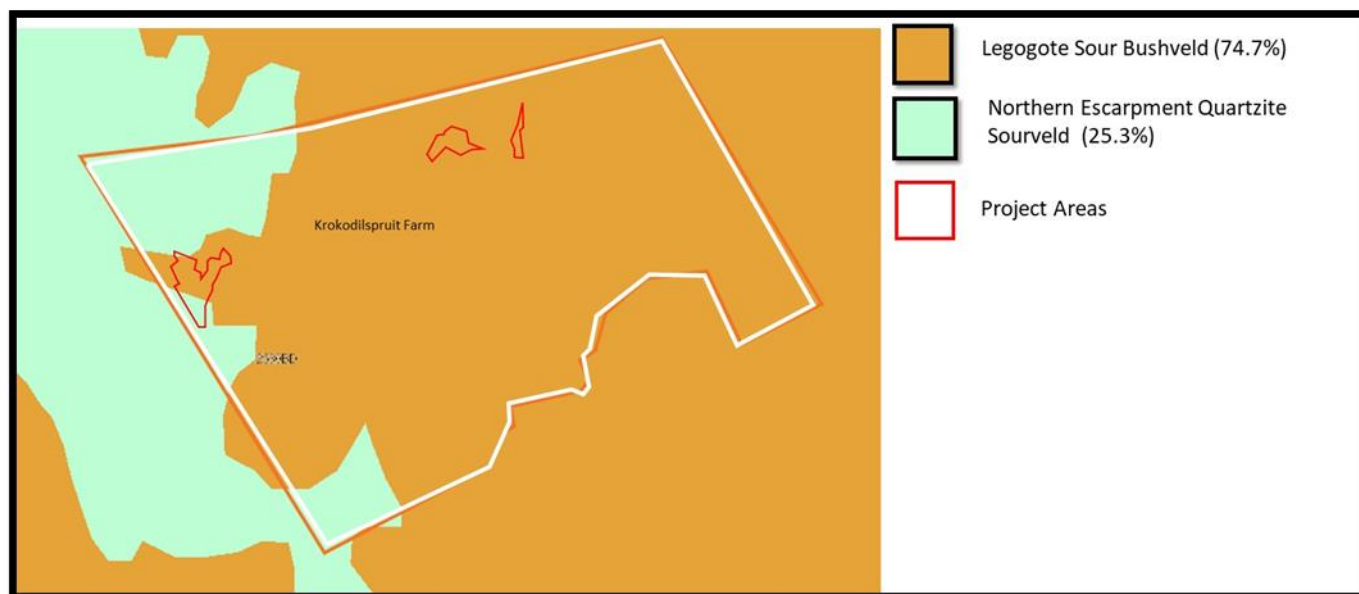 Legogote Sour Bushveld (74.7%)
Northern Escarpment Quartzite
Sourveld (25.3%)
Project Areas
Krokodilspruit Farm